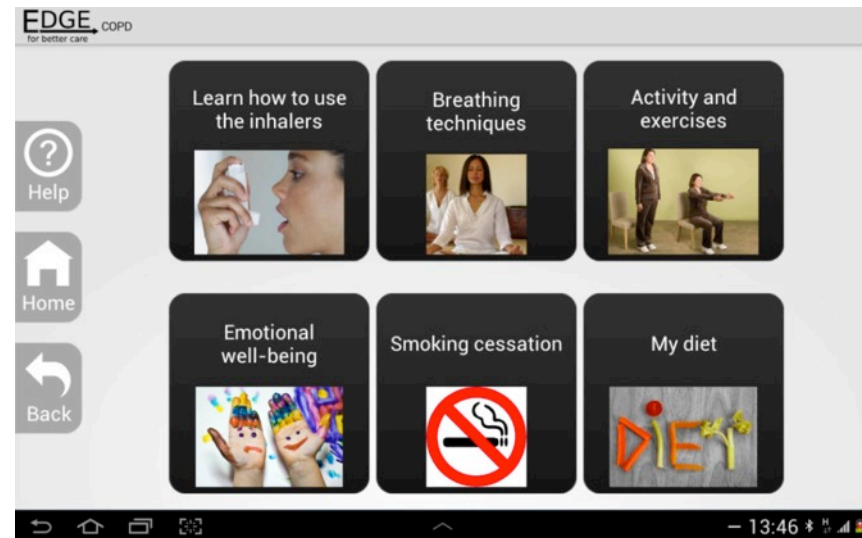 EDGE COPD
for better care
Learn how to use
the inhalers
Breathing
techniques
Activity and
exercises
Help
Home
Emotional
well-being
Smoking cessation
My diet
Back
DiET
13:46
H